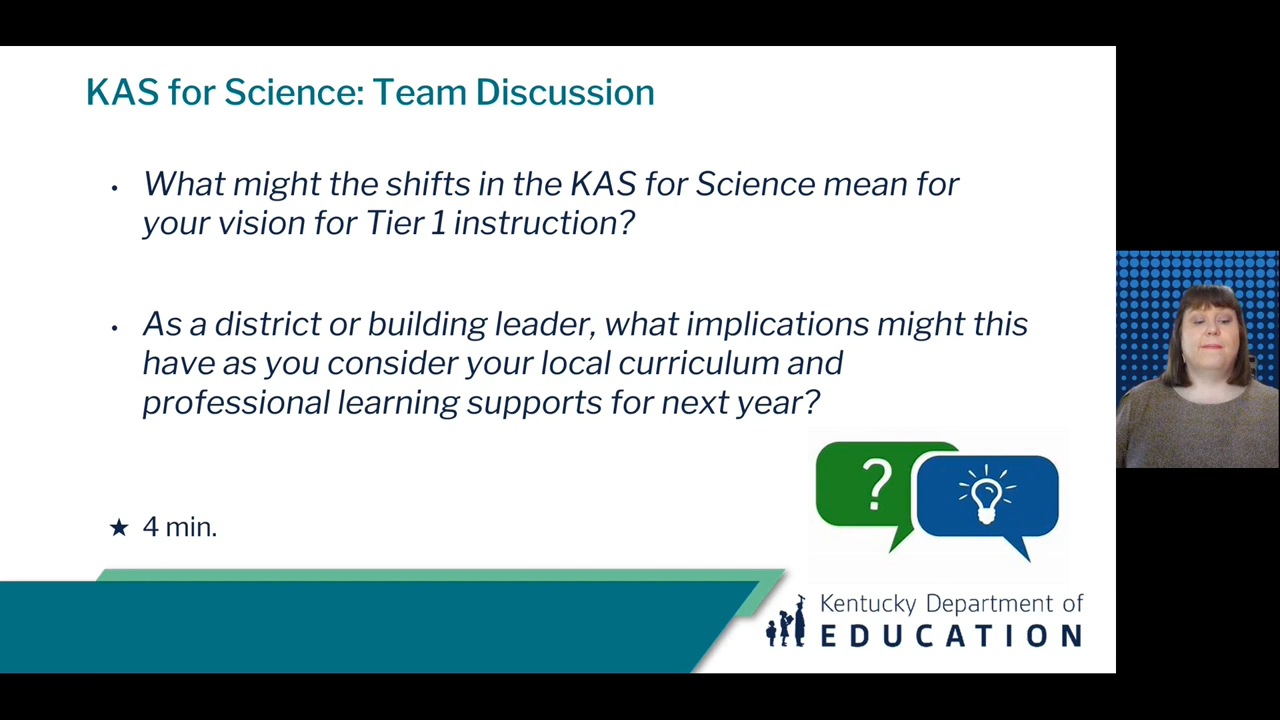 KAS for Science: Team Discussion
• What might the shifts in the KAS for Science mean for
your vision for Tier 1 instruction?
• As a district or building leader, what implications might this
have as you consider your local curriculum and
professional learning supports for next year?
★ 4 min.
?
Kentucky Department of
EDUCATION